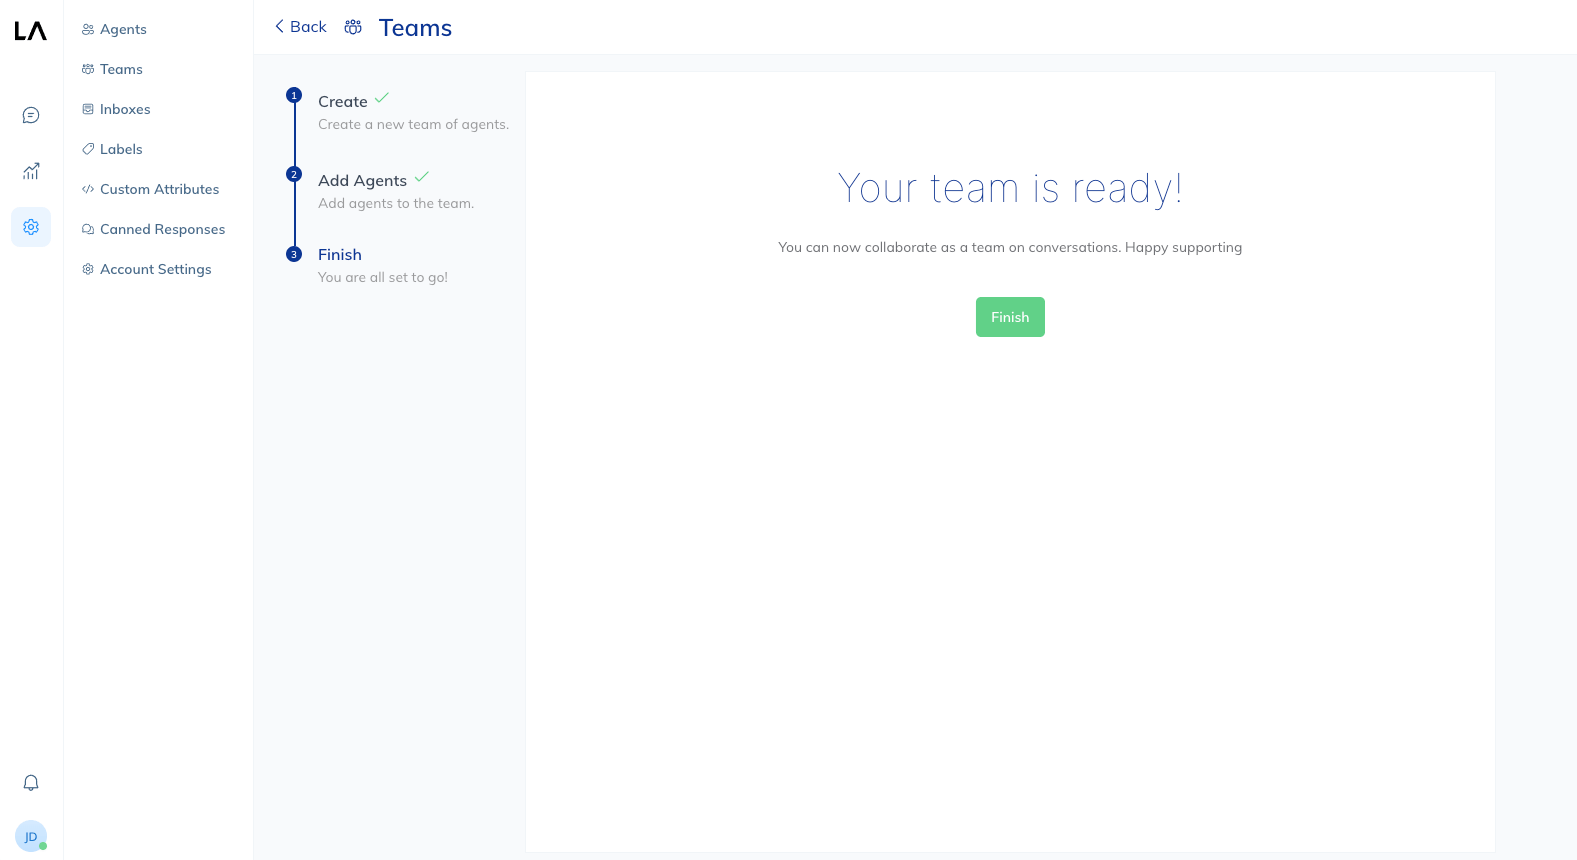 LA
Agents
Teams
Inboxes
Labels
Custom Attributes
Canned Responses
Account Settings
JD
Back
Teams
1
Create
Create a new team of agents.
2
Add Agents
Add agents to the team.
3
Finish
You are all set to go!
Your team is ready!
You can now collaborate as a team on conversations. Happy supporting
Finish